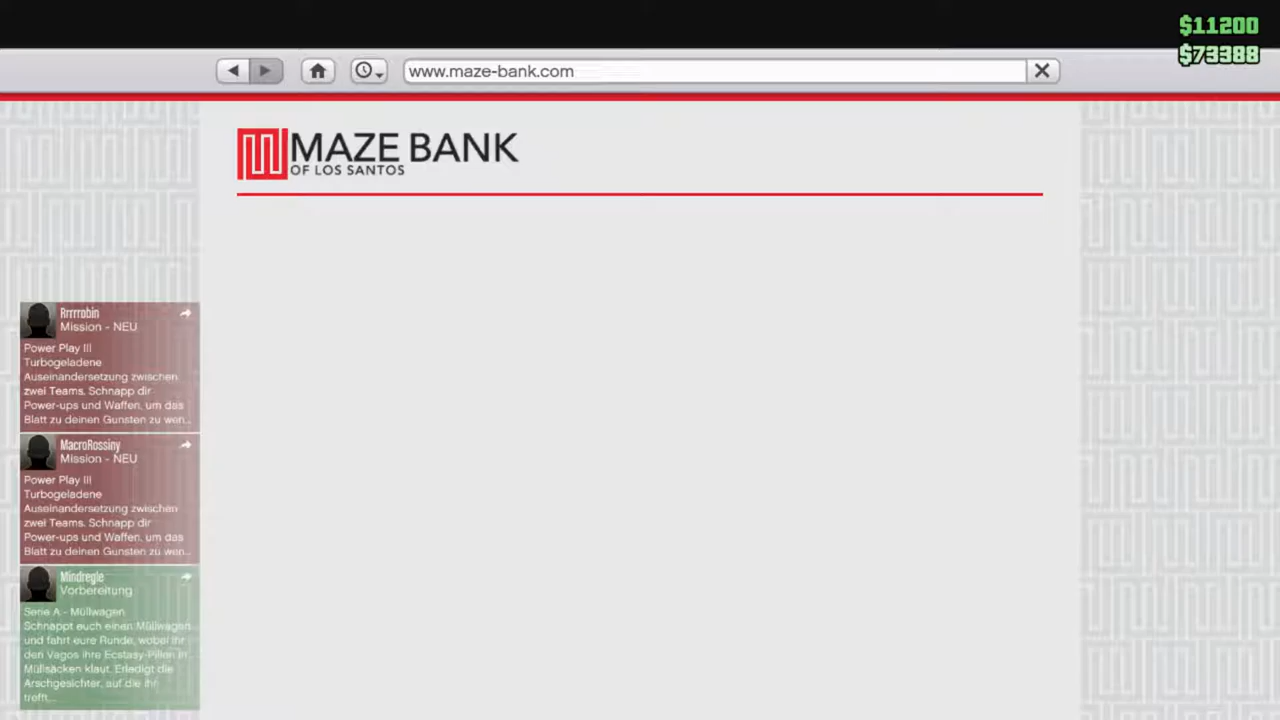 $11200
$73388
www.maze-bank.com
MAZE BANK
OF LOS SANTOS
Rrrrrobin
Mission - NEU
Power Play III
Turbogeladene
Auseinandersetzung zwischen
zwei Teams. Schnapp dir
Power-ups und Waffen, um das
Blatt zu deinen Gunsten zu wen...
MacroRossiny
Mission - NEU
Power Play III
Turbogeladene
Auseinandersetzung zwischen
zwei Teams. Schnapp dir
Power-ups und Waffen, um das
Blatt zu deinen Gunsten zu wen...
Mindregle
Vorbereitung
Serie A - Müllwagen
Schnappt euch einen Müllwagen
und fahrt eure Runde, wobei ihr
den Vagos ihre Ecstasy-Pillen in
Müllsäcken klaut. Erledigt die
Arschgesichter, auf die ihr
trefft...